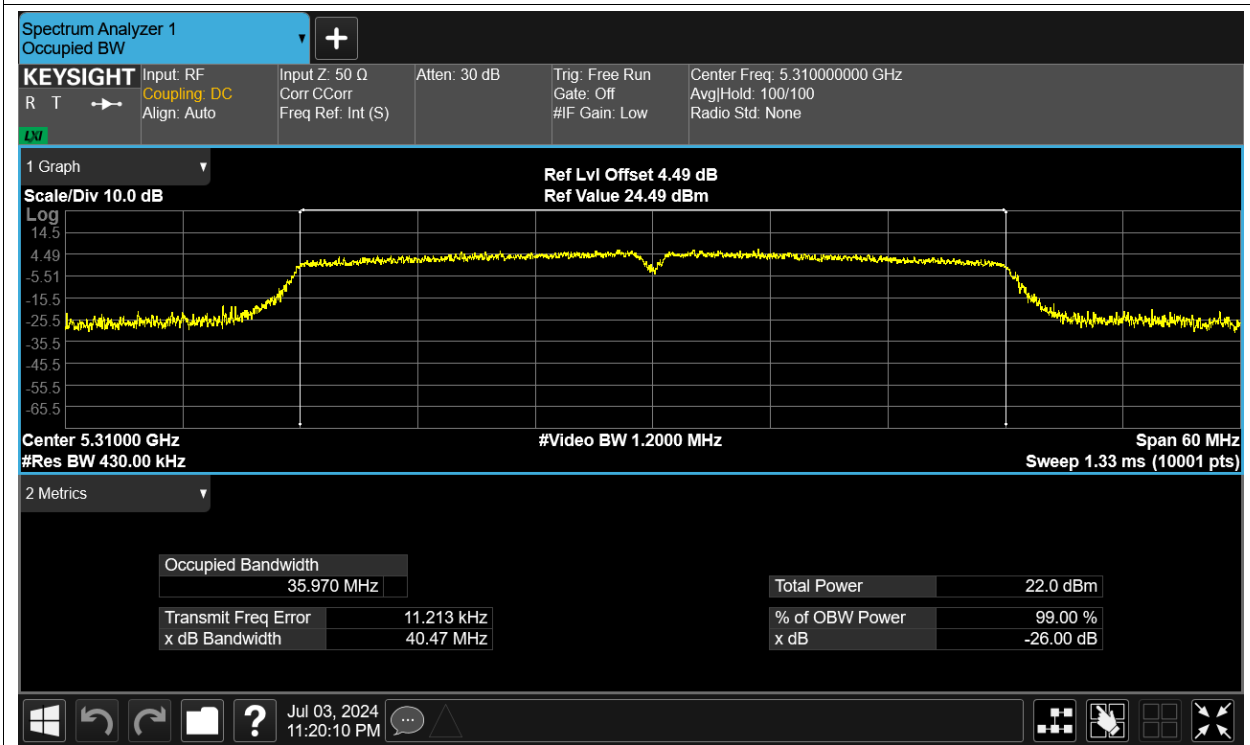 Spectrum Analyzer 1
Occupied BW
KEYSIGHT
R T
LXI
Input: RF
Coupling: DC
Align: Auto
Input Z: 50 Ω
Corr CCorr
Freq Ref: Int (S)
Atten: 30 dB
Trig: Free Run
Gate: Off
#IF Gain: Low
Center Freq: 5.310000000 GHz
Avg|Hold: 100/100
Radio Std: None
1 Graph
Scale/Div 10.0 dB
Ref Lvl Offset 4.49 dB
Ref Value 24.49 dBm
Log
14.5
4.49
-5.51
-15.5
-25.5
-35.5
-45.5
-55.5
-65.5
Center 5.31000 GHz
#Video BW 1.2000 MHz
Span 60 MHz
#Res BW 430.00 kHz
Sweep 1.33 ms (10001 pts)
2 Metrics
Occupied Bandwidth
35.970 MHz
Total Power 22.0 dBm
Transmit Freq Error 11.213 kHz
% of OBW Power 99.00 %
x dB Bandwidth 40.47 MHz
x dB -26.00 dB
?
Jul 03, 2024
11:20:10 PM